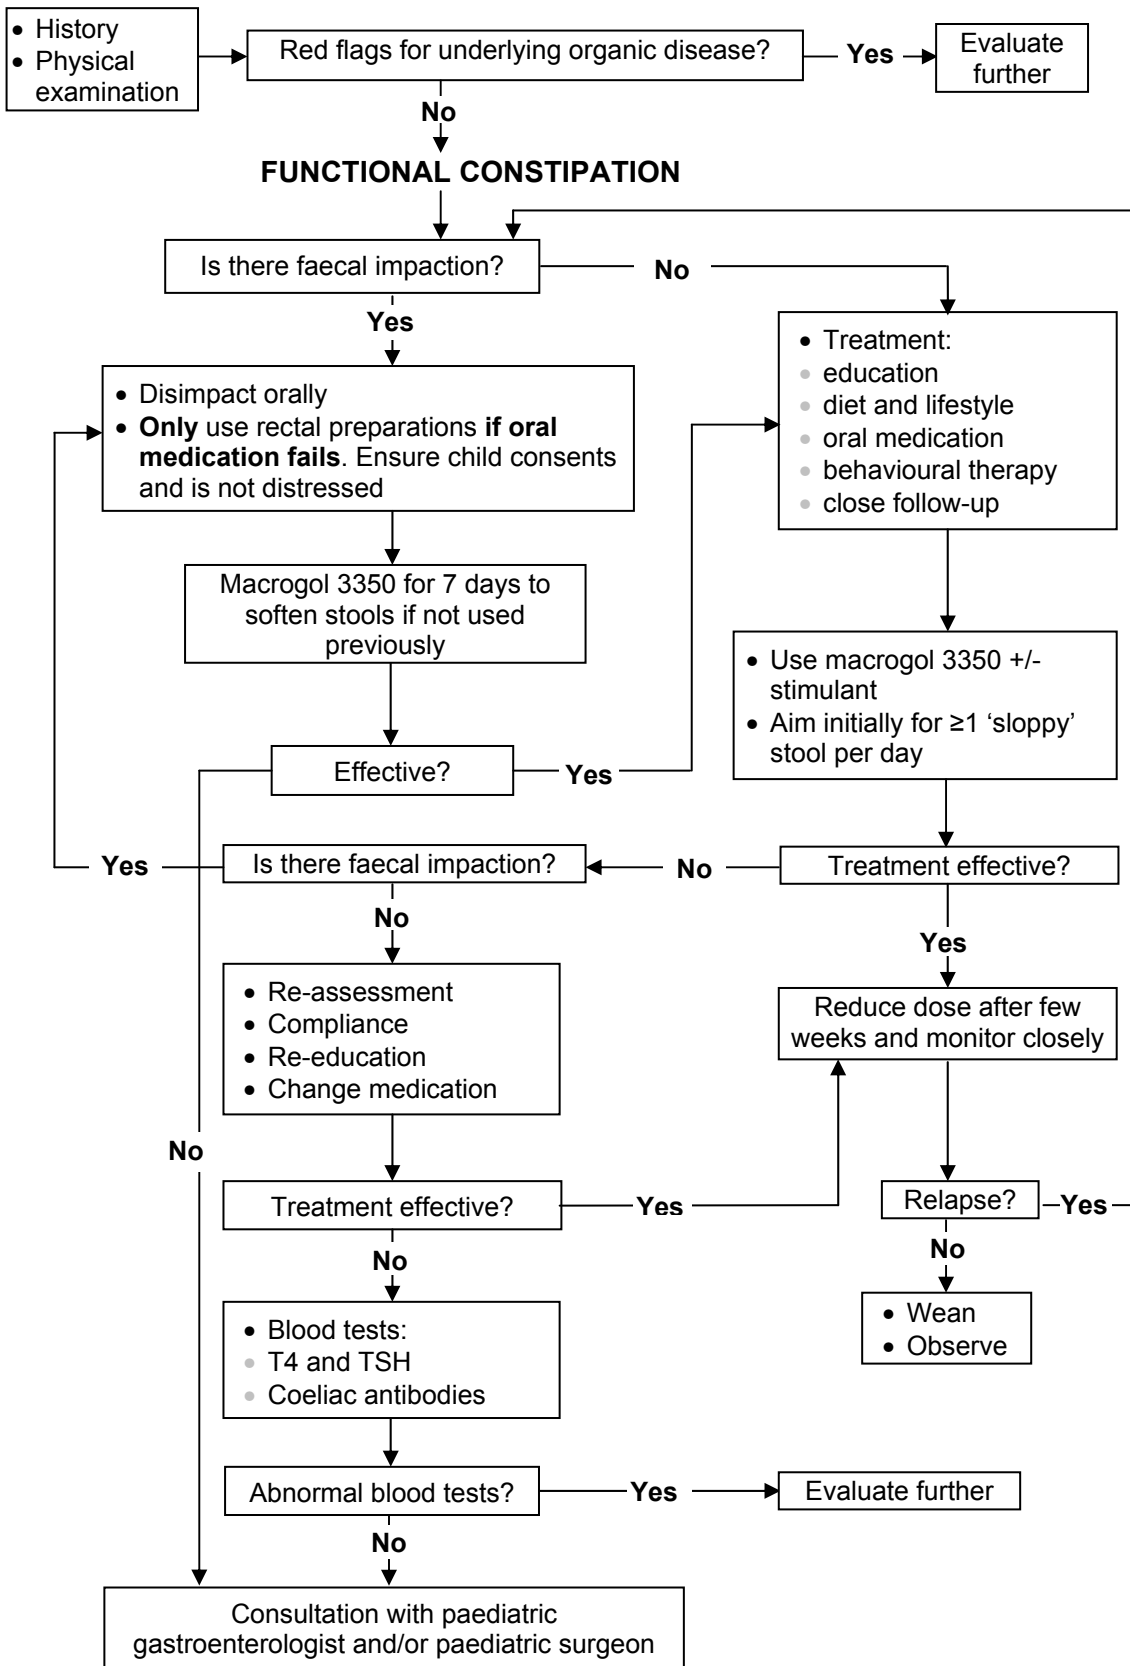 • History
• Physical
examination
Red flags for underlying organic disease?
Yes
Evaluate
further
No
FUNCTIONAL CONSTIPATION
Is there faecal impaction?
No
Yes
• Disimpact orally
• Only use rectal preparations if oral
medication fails. Ensure child consents
and is not distressed
• Treatment:
• education
• diet and lifestyle
• oral medication
• behavioural therapy
• close follow-up
Macrogol 3350 for 7 days to
soften stools if not used
previously
• Use macrogol 3350 +/-
stimulant
• Aim initially for ≥1 ‘sloppy’
stool per day
Effective?
Yes
Yes
Is there faecal impaction?
No
Treatment effective?
No
Yes
• Re-assessment
• Compliance
• Re-education
• Change medication
Reduce dose after few
weeks and monitor closely
No
Treatment effective?
Yes
Relapse?
Yes
No
No
• Wean
• Observe
• Blood tests:
• T4 and TSH
• Coeliac antibodies
Abnormal blood tests?
Yes
Evaluate further
No
Consultation with paediatric
gastroenterologist and/or paediatric surgeon